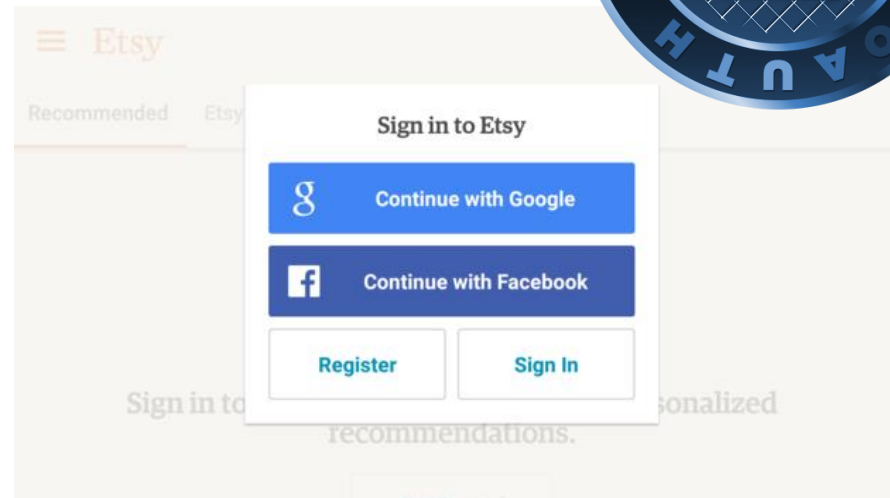 OAUTH
Etsy
Recommended Etsy
Sign in to Etsy
g Continue with Google
f Continue with Facebook
Register Sign In
Sign in to sonalized
recommendations.